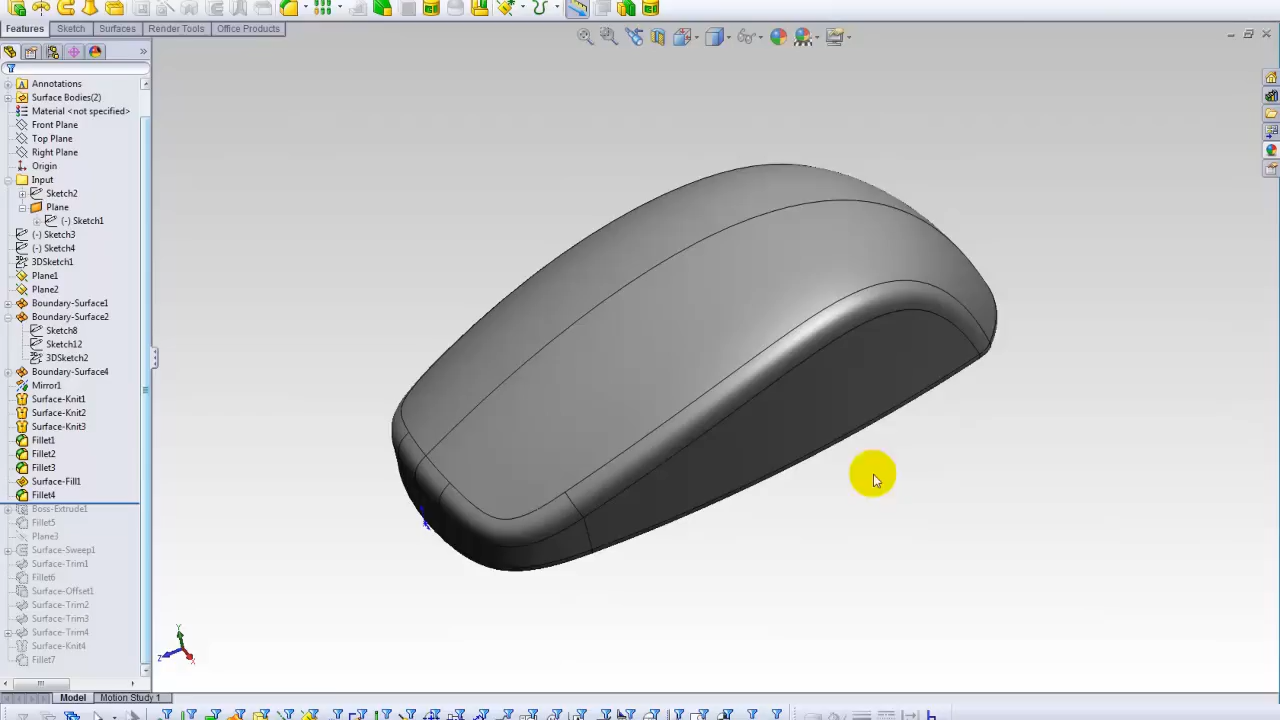 Features Sketch Surfaces Render Tools Office Products
Annotations
Surface Bodies(2)
Material <not specified>
Front Plane
Top Plane
Right Plane
Origin
Input
Sketch2
Plane
(-) Sketch1
(-) Sketch3
(-) Sketch4
3DSketch1
Plane1
Plane2
Boundary-Surface1
Boundary-Surface2
Sketch8
Sketch12
3DSketch2
Boundary-Surface4
Mirror1
Surface-Knit1
Surface-Knit2
Surface-Knit3
Fillet1
Fillet2
Fillet3
Surface-Fill1
Fillet4
Boss-Extrude1
Fillet5
Plane3
Surface-Sweep1
Surface-Trim1
Fillet6
Surface-Offset1
Surface-Trim2
Surface-Trim3
Surface-Trim4
Surface-Knit4
Fillet7
Y
Z
X
Model Motion Study 1